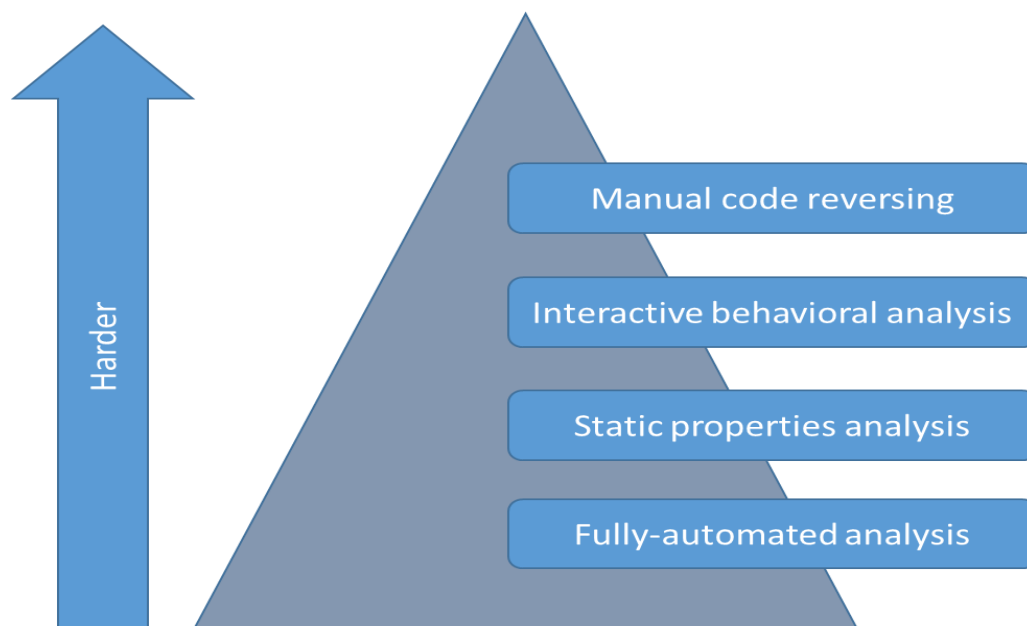 Manual code reversing
Interactive behavioral analysis
Harder
Static properties analysis
Fully-automated analysis